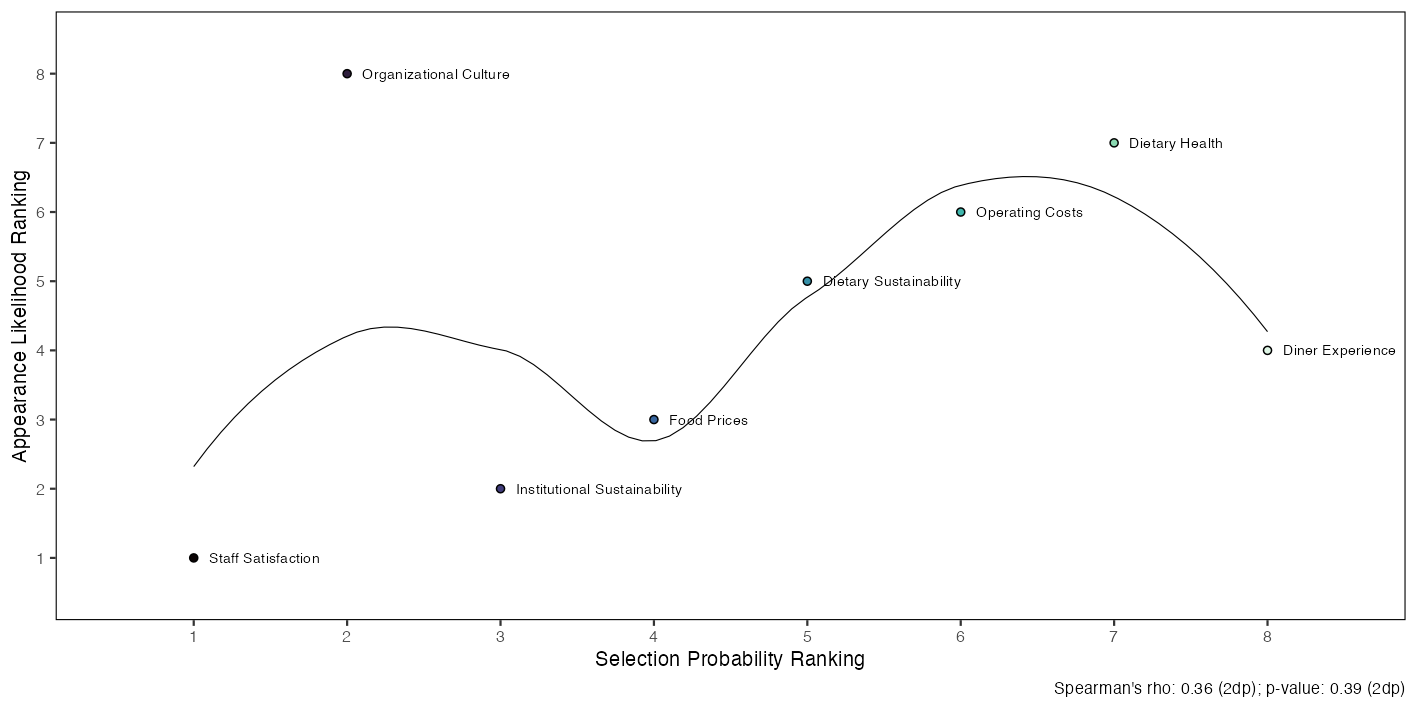 8
Organizational Culture
7
Dietary Health
6
Operating Costs
5
Dietary Sustainability
4
Diner Experience
3
Food Prices
2
Institutional Sustainability
1
Staff Satisfaction
Appearance Likelihood Ranking
1 2 3 4 5 6 7 8
Selection Probability Ranking
Spearman's rho: 0.36 (2dp); p-value: 0.39 (2dp)